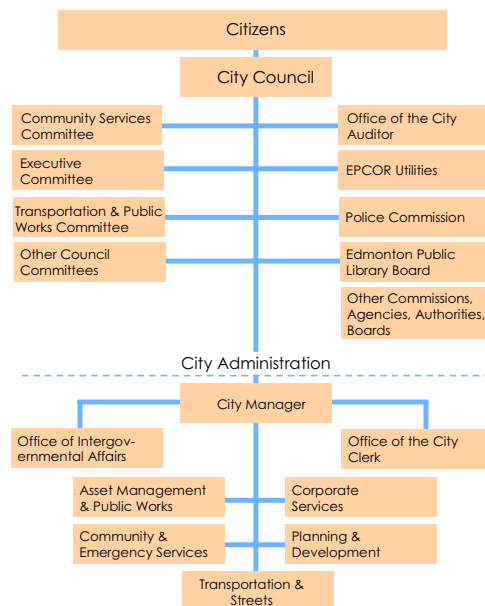 Citizens
City Council
Community Services
Committee
Office of the City
Auditor
Executive
Committee
EPCOR Utilities
Transportation & Public
Works Committee
Police Commission
Other Council
Committees
Edmonton Public
Library Board
Other Commissions,
Agencies, Authorities,
Boards
City Administration
City Manager
Office of Intergov-
ernmental Affairs
Office of the City
Clerk
Asset Management
& Public Works
Corporate
Services
Community &
Emergency Services
Planning &
Development
Transportation &
Streets